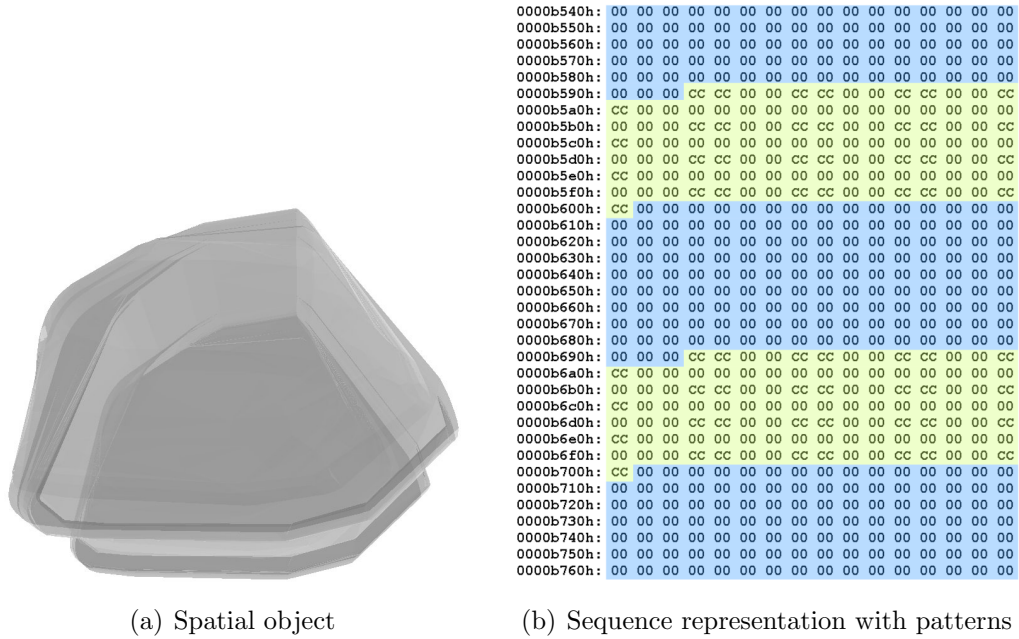 0000b540h: 00 00 00 00 00 00 00 00 00 00 00 00 00 00 00 00
0000b550h: 00 00 00 00 00 00 00 00 00 00 00 00 00 00 00 00
0000b560h: 00 00 00 00 00 00 00 00 00 00 00 00 00 00 00 00
0000b570h: 00 00 00 00 00 00 00 00 00 00 00 00 00 00 00 00
0000b580h: 00 00 00 00 00 00 00 00 00 00 00 00 00 00 00 00
0000b590h: 00 00 00 CC CC 00 00 CC CC 00 00 CC CC 00 00 CC
0000b5a0h: CC 00 00 00 00 00 00 00 00 00 00 00 00 00 00 00
0000b5b0h: 00 00 00 CC CC 00 00 CC CC 00 00 CC CC 00 00 CC
0000b5c0h: CC 00 00 00 00 00 00 00 00 00 00 00 00 00 00 00
0000b5d0h: 00 00 00 CC CC 00 00 CC CC 00 00 CC CC 00 00 CC
0000b5e0h: CC 00 00 00 00 00 00 00 00 00 00 00 00 00 00 00
0000b5f0h: 00 00 00 CC CC 00 00 CC CC 00 00 CC CC 00 00 CC
0000b600h: CC 00 00 00 00 00 00 00 00 00 00 00 00 00 00 00
0000b610h: 00 00 00 00 00 00 00 00 00 00 00 00 00 00 00 00
0000b620h: 00 00 00 00 00 00 00 00 00 00 00 00 00 00 00 00
0000b630h: 00 00 00 00 00 00 00 00 00 00 00 00 00 00 00 00
0000b640h: 00 00 00 00 00 00 00 00 00 00 00 00 00 00 00 00
0000b650h: 00 00 00 00 00 00 00 00 00 00 00 00 00 00 00 00
0000b660h: 00 00 00 00 00 00 00 00 00 00 00 00 00 00 00 00
0000b670h: 00 00 00 00 00 00 00 00 00 00 00 00 00 00 00 00
0000b680h: 00 00 00 00 00 00 00 00 00 00 00 00 00 00 00 00
0000b690h: 00 00 00 CC CC 00 00 CC CC 00 00 CC CC 00 00 CC
0000b6a0h: CC 00 00 00 00 00 00 00 00 00 00 00 00 00 00 00
0000b6b0h: 00 00 00 CC CC 00 00 CC CC 00 00 CC CC 00 00 CC
0000b6c0h: CC 00 00 00 00 00 00 00 00 00 00 00 00 00 00 00
0000b6d0h: 00 00 00 CC CC 00 00 CC CC 00 00 CC CC 00 00 CC
0000b6e0h: CC 00 00 00 00 00 00 00 00 00 00 00 00 00 00 00
0000b6f0h: 00 00 00 CC CC 00 00 CC CC 00 00 CC CC 00 00 CC
0000b700h: CC 00 00 00 00 00 00 00 00 00 00 00 00 00 00 00
0000b710h: 00 00 00 00 00 00 00 00 00 00 00 00 00 00 00 00
0000b720h: 00 00 00 00 00 00 00 00 00 00 00 00 00 00 00 00
0000b730h: 00 00 00 00 00 00 00 00 00 00 00 00 00 00 00 00
0000b740h: 00 00 00 00 00 00 00 00 00 00 00 00 00 00 00 00
0000b750h: 00 00 00 00 00 00 00 00 00 00 00 00 00 00 00 00
0000b760h: 00 00 00 00 00 00 00 00 00 00 00 00 00 00 00 00
(a) Spatial object
(b) Sequence representation with patterns